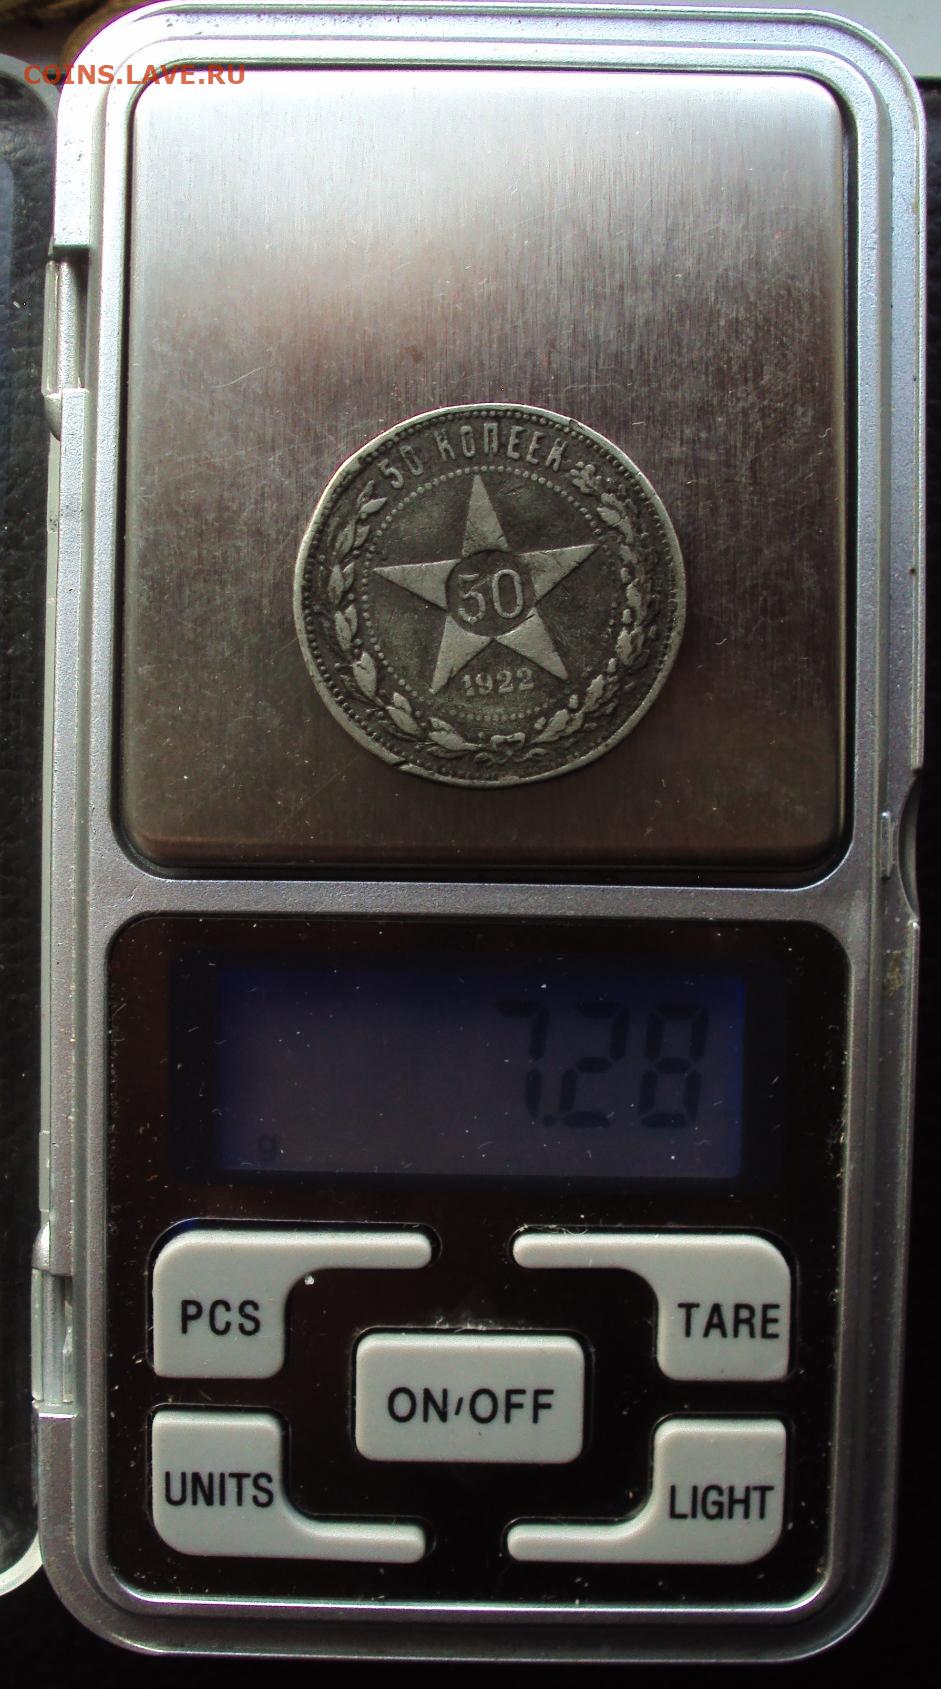 COINS.LAVE.RU
50 КОПЕЕК
50
1922
7.28
g
PCS
TARE
ON/OFF
UNITS
LIGHT